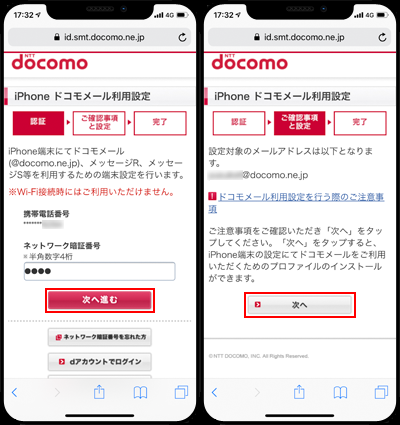 17:32
4G
id.smt.docomo.ne.jp
NTT
docomo
iPhone ドコモメール利用設定
認証
ご確認事項
と設定
完了
iPhone端末にてドコモメール
(@docomo.ne.jp)、メッセージR、メッセー
ジS等を利用するための端末設定を行います。
※Wi-Fi接続時にはご利用いただけません。
携帯電話番号
*******
ネットワーク暗証番号
※半角数字4桁
●●●●
次へ進む
ネットワーク暗証番号を忘れた方
dアカウントでログイン
17:32
4G
id.smt.docomo.ne.jp
NTT
docomo
iPhone ドコモメール利用設定
認証
ご確認事項
と設定
完了
設定対象のメールアドレスは以下となりま
す。
@docomo.ne.jp
ドコモメール利用設定を行う際のご注意事
項
ご注意事項をご確認いただき「次へ」をタッ
プしてください。「次へ」をタップすると、
iPhone端末の設定にてドコモメールをご利用
いただくためのプロファイルのインストール
ができます。
次へ
© NTT DOCOMO, INC. All Rights Reserved.